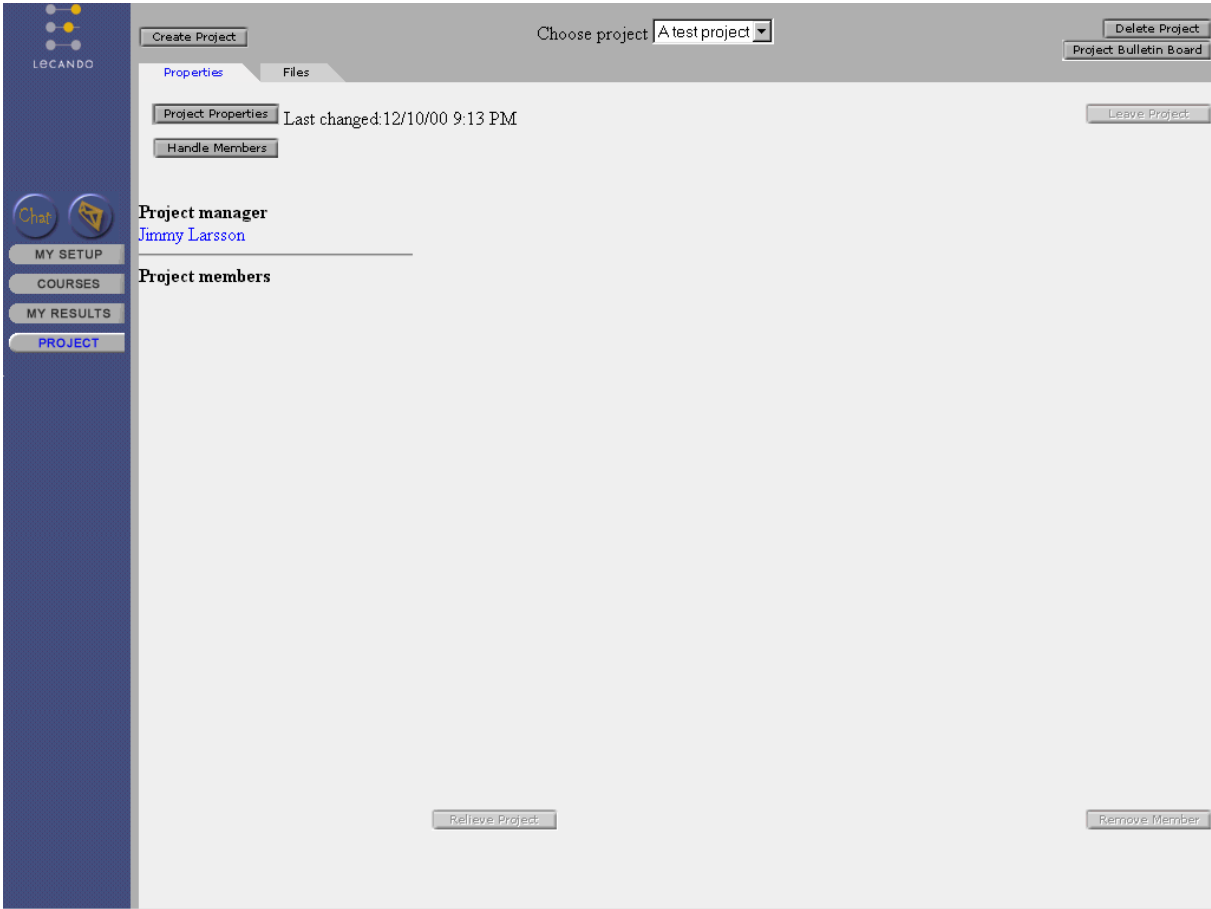 LeCANDO
Create Project
Choose project A test project
Delete Project
Project Bulletin Board
Properties
Files
Project Properties
Last changed:12/10/00 9:13 PM
Leave Project
Handle Members
Chat
MY SETUP
COURSES
MY RESULTS
PROJECT
Project manager
Jimmy Larsson
Project members
Relieve Project
Remove Member